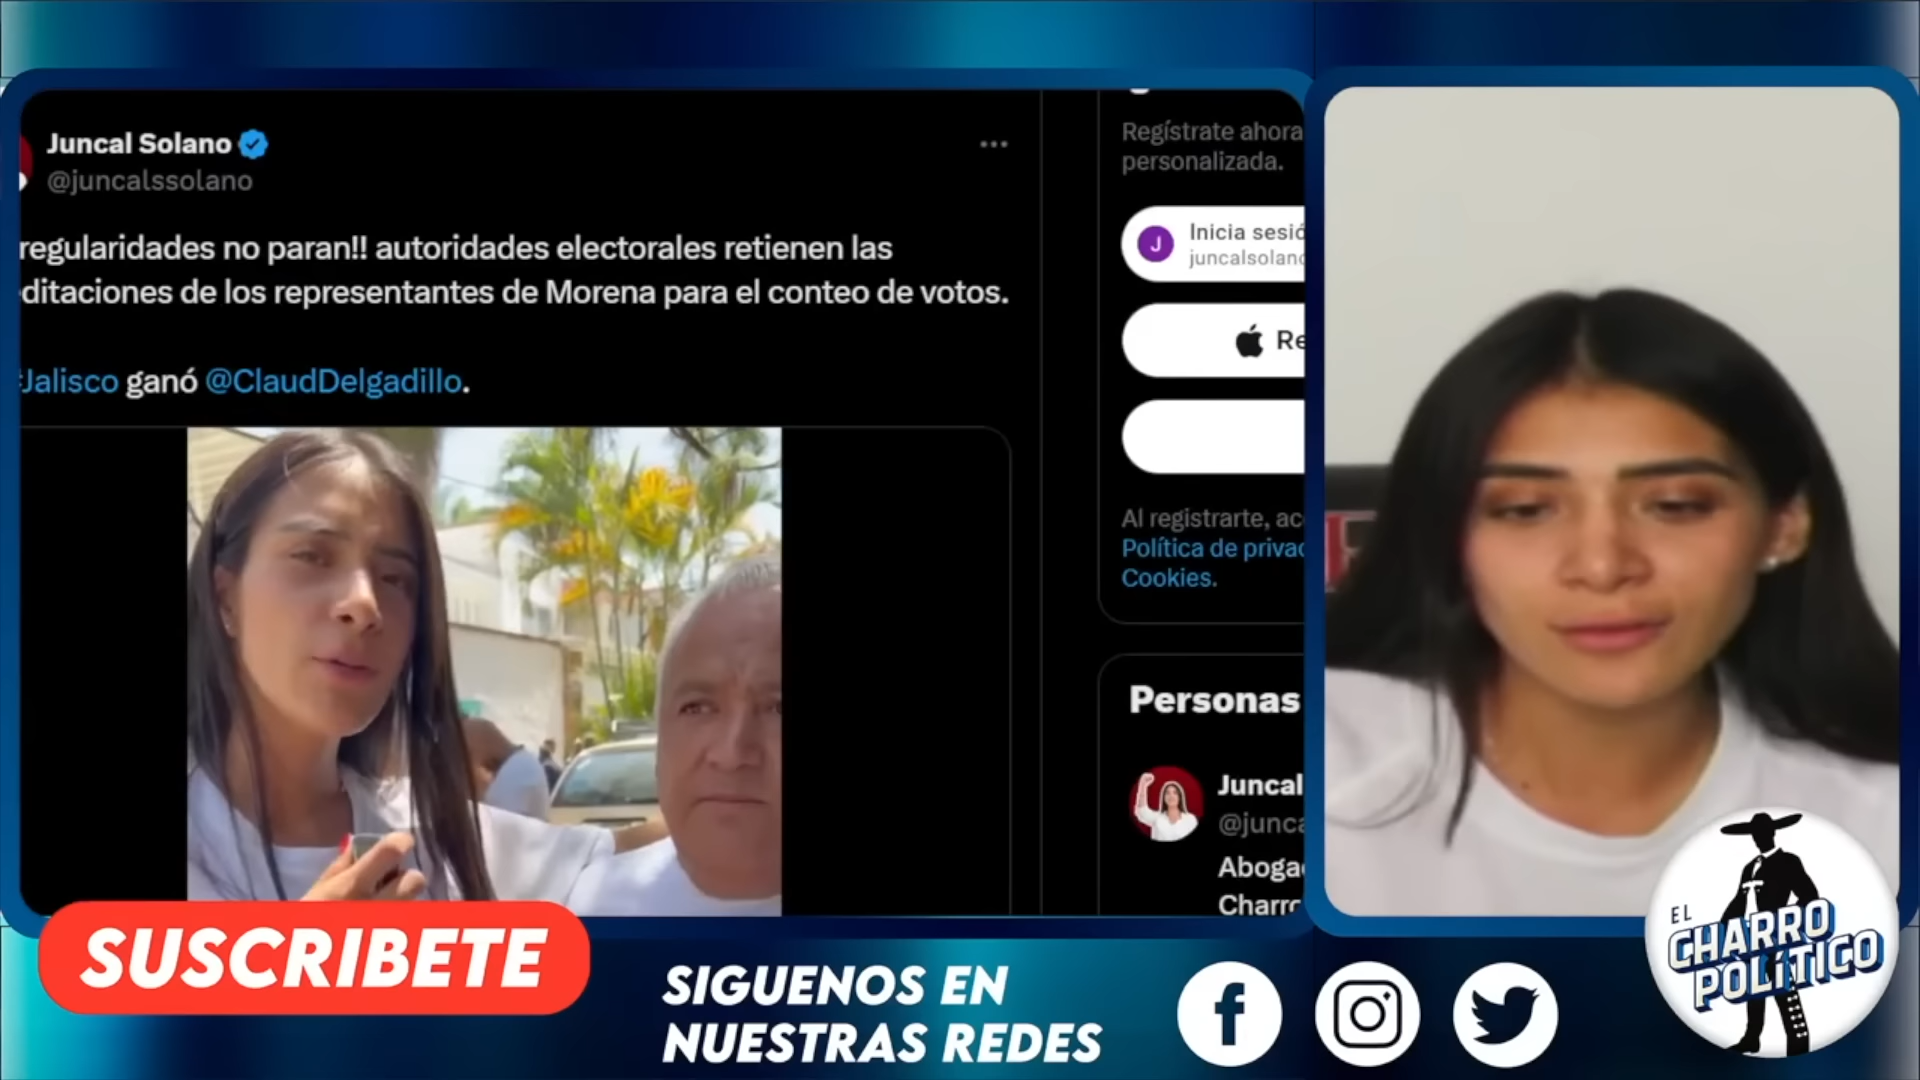 Juncal Solano
@juncalssolano
regularidades no paran!! autoridades electorales retienen las
ditaciones de los representantes de Morena para el conteo de votos.
Jalisco ganó @ClaudDelgadillo.
Regístrate ahora
personalizada.
J
Inicia sesió
juncalsolano
Re
Al registrarte, ac
Política de privac
Cookies.
Personas
Juncal
@junca
Aboga
Charro
SUSCRIBETE
SIGUENOS EN
NUESTRAS REDES
EL
CHARRO
POLÍTICO